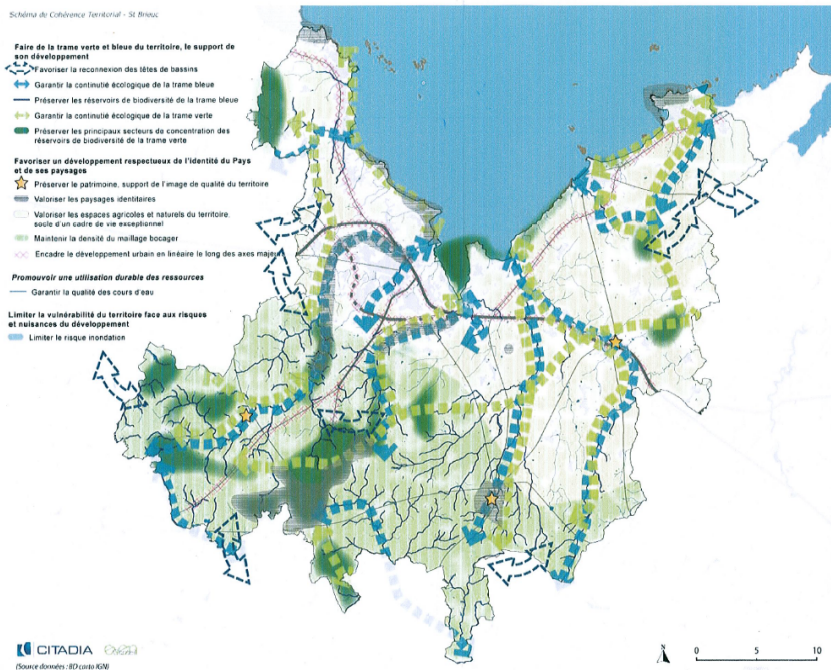 Schéma de Cohérence Territorial - St Brieuc
Faire de la trame verte et bleue du territoire, le support de
son développement
Favoriser la reconnexion des têtes de bassins
Garantir la continutié écologique de la trame bleue
Préserver les réservoirs de biodiversité de la trame bleue
Garantir la continutié écologique de la trame verte
Préserver les principaux secteurs de concentration des
réservoirs de biodiversité de la trame verte
Favoriser un développement respectueux de l'identité du Pays
et de ses paysages
Préserver le patrimoine, support de l'image de qualité du territoire
Valoriser les paysages identitaires
Valoriser les espaces agricoles et naturels du territoire
socle d'un cadre de vie exceptionnel
Maintenir la densité du maillage bocager
Encadre le développement urbain en linéaire le long des axes majeurs
Promouvoir une utilisation durable des ressources
Garantir la qualité des cours d'eau
Limiter la vulnérabilité du territoire face aux risques
et nuisances du développement
Limiter le risque inondation
CITADIA
(Source données : BD carto IGN)
N
0 5 10